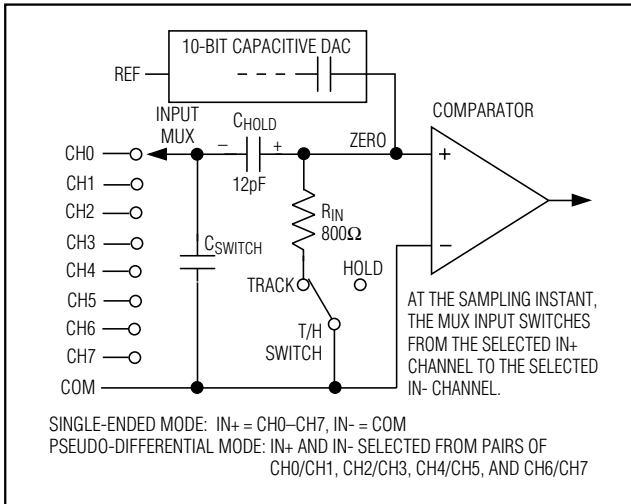 10-BIT CAPACITIVE DAC
REF
INPUT
MUX
CHOLD
12pF
ZERO
COMPARATOR
CH0
CH1
CH2
CH3
CH4
CH5
CH6
CH7
COM
CSWITCH
RIN
800Ω
TRACK
HOLD
T/H
SWITCH
− +
+
−
AT THE SAMPLING INSTANT,
THE MUX INPUT SWITCHES
FROM THE SELECTED IN+
CHANNEL TO THE SELECTED
IN- CHANNEL.
SINGLE-ENDED MODE: IN+ = CH0–CH7, IN- = COM
PSEUDO-DIFFERENTIAL MODE: IN+ AND IN- SELECTED FROM PAIRS OF
CH0/CH1, CH2/CH3, CH4/CH5, AND CH6/CH7